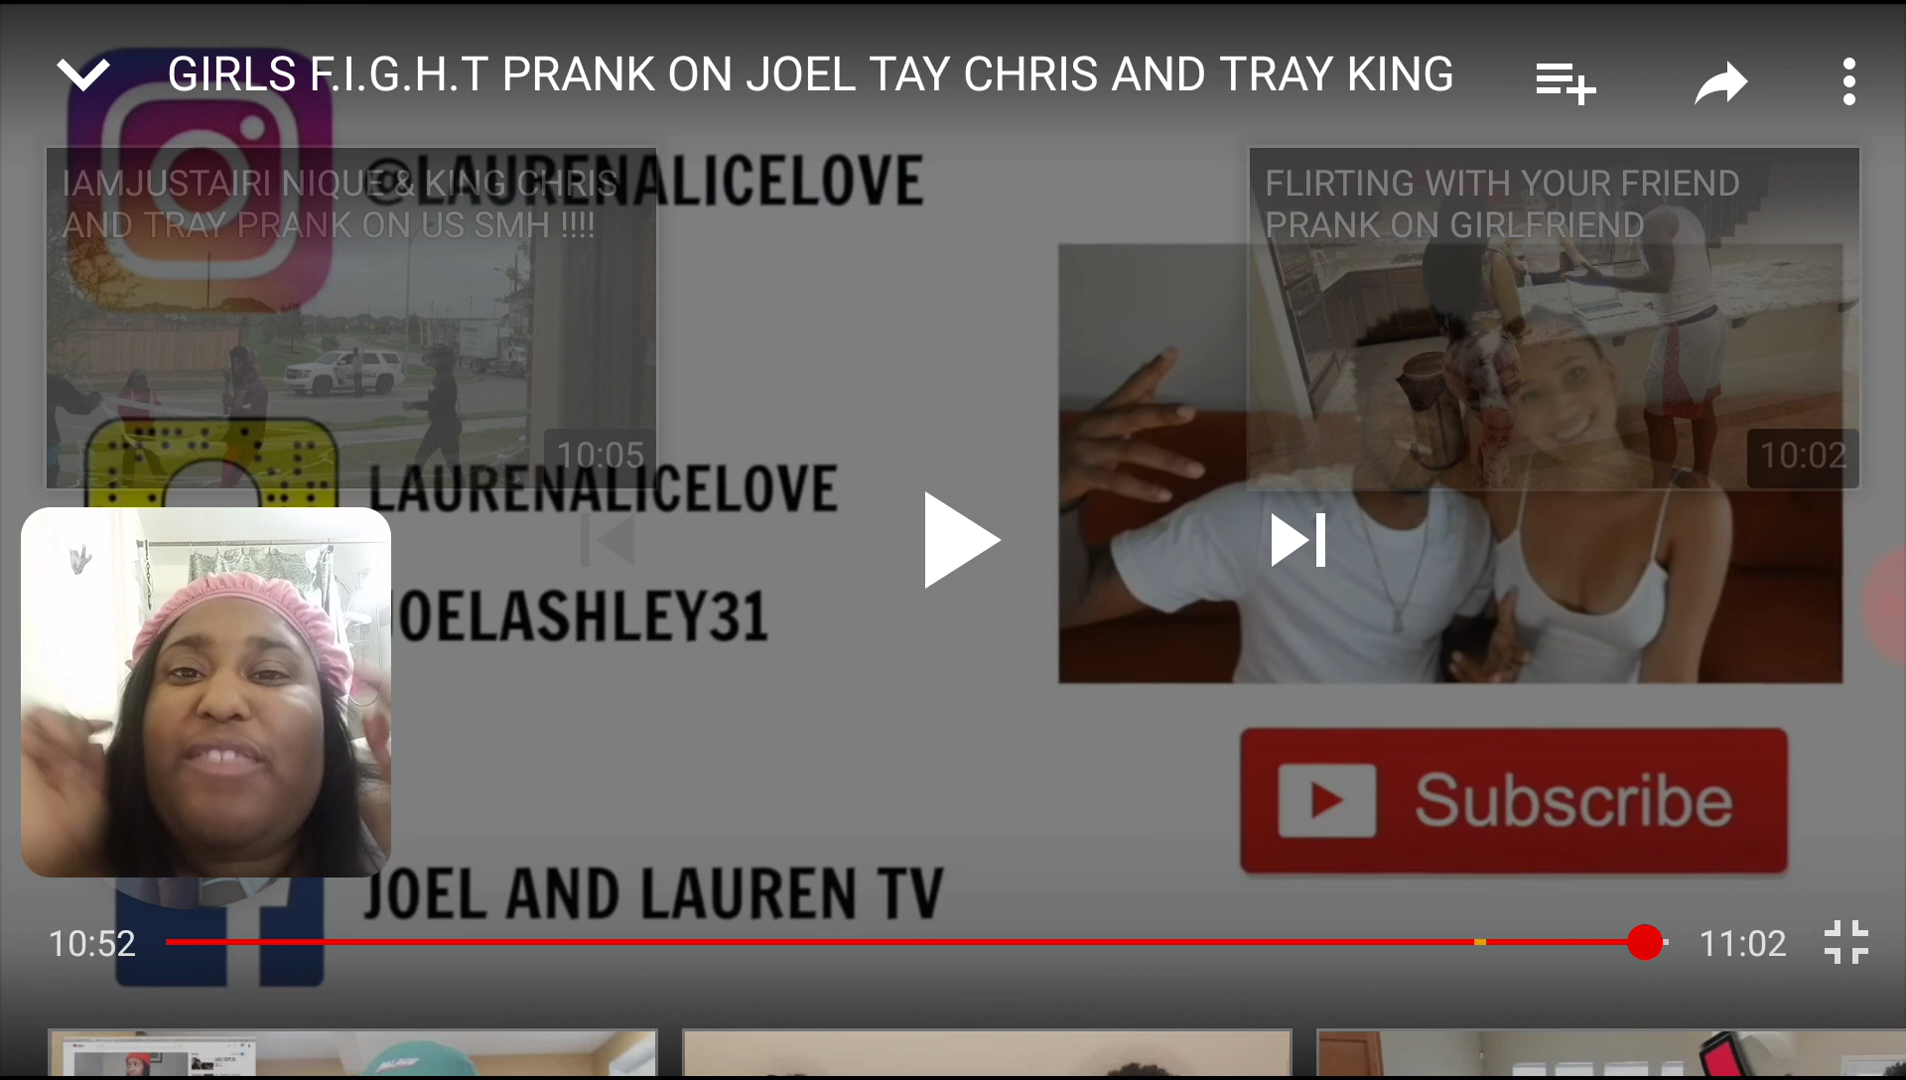 GIRLS F.I.G.H.T PRANK ON JOEL TAY CHRIS AND TRAY KING
@LAURENALICELOVE
IAMJUSTAIRI NIQUE & KING CHRIS
AND TRAY PRANK ON US SMH !!!!
10:05
FLIRTING WITH YOUR FRIEND
PRANK ON GIRLFRIEND
10:02
LAURENALICELOVE
JOELASHLEY31
Subscribe
JOEL AND LAUREN TV
10:52
11:02